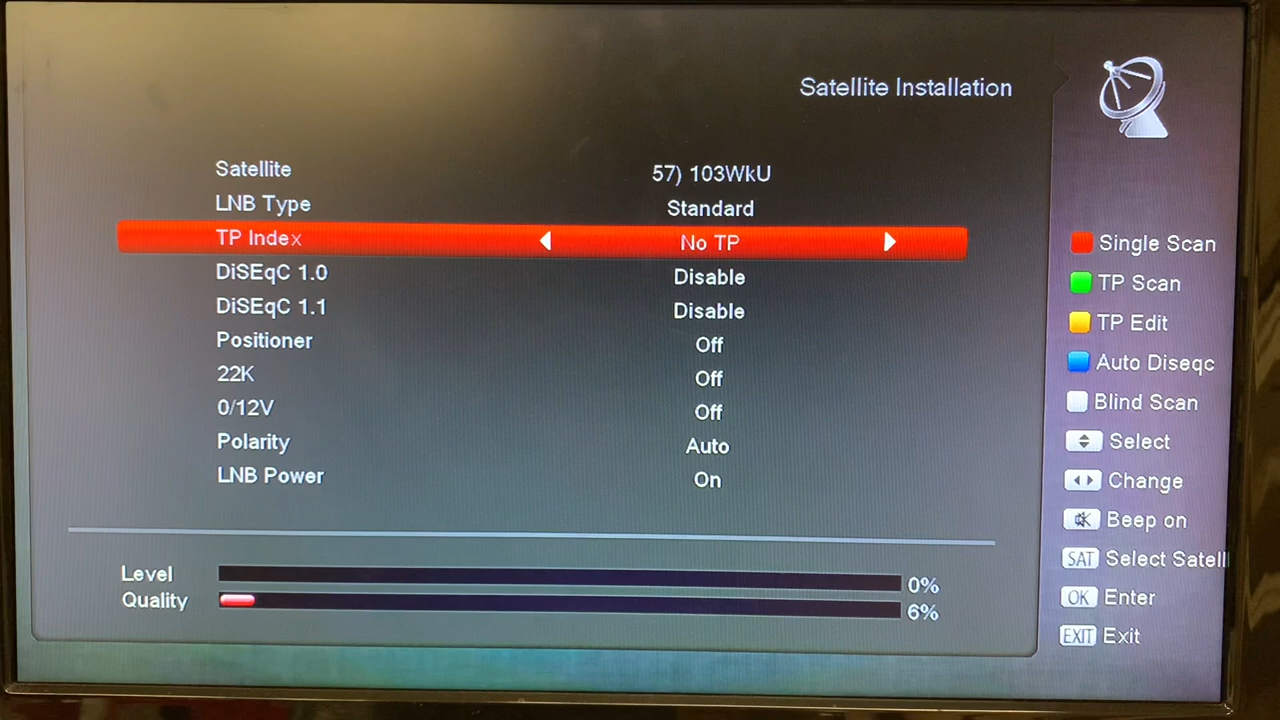 Satellite Installation
Satellite 57) 103WkU
LNB Type Standard
TP Index No TP
DiSEqC 1.0 Disable
DiSEqC 1.1 Disable
Positioner Off
22K Off
0/12V Off
Polarity Auto
LNB Power On
Level 0%
Quality 6%
Single Scan
TP Scan
TP Edit
Auto Diseqc
Blind Scan
Select
Change
Beep on
SAT Select Satell
OK Enter
EXIT Exit